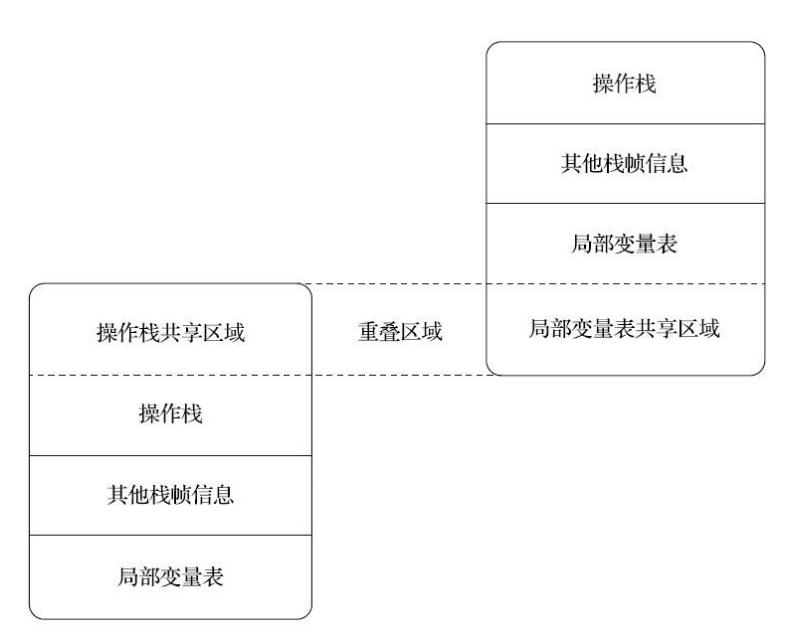 操作栈
其他栈帧信息
局部变量表
操作栈共享区域
重叠区域
局部变量表共享区域
操作栈
其他栈帧信息
局部变量表